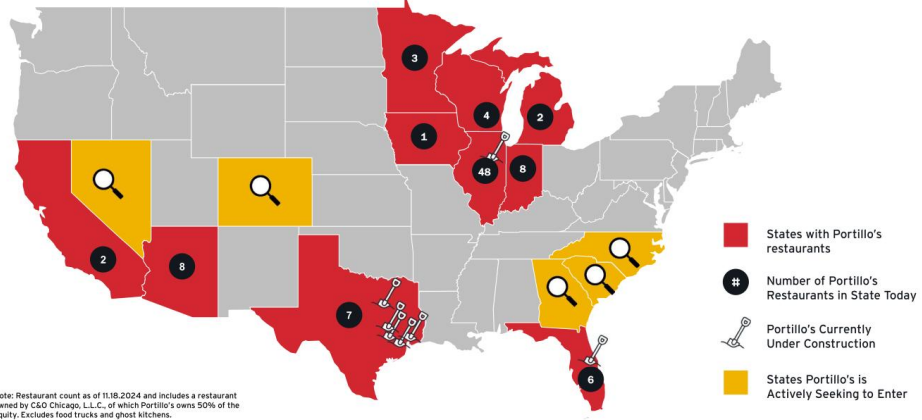 3
4
2
1
48
8
2
8
7
6
States with Portillo's
restaurants
#
Number of Portillo's
Restaurants in State Today
Portillo's Currently
Under Construction
States Portillo's is
Actively Seeking to Enter
ote: Restaurant count as of 11.18.2024 and includes a restaurant
wned by C&O Chicago, L.L.C., of which Portillo's owns 50% of the
quity. Excludes food trucks and ghost kitchens.